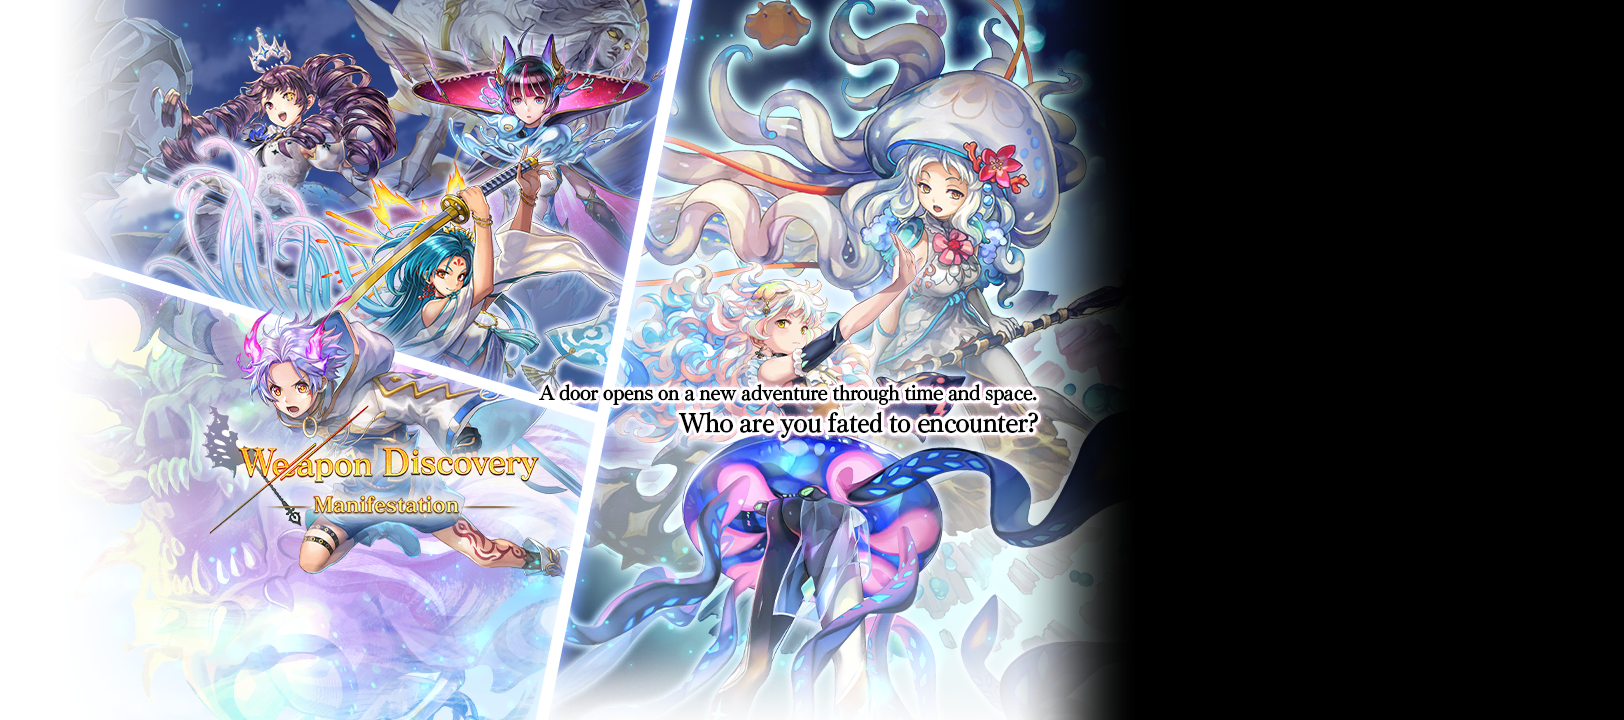 A door opens on a new adventure through time and space.
Who are you fated to encounter?
Weapon Discovery
Manifestation